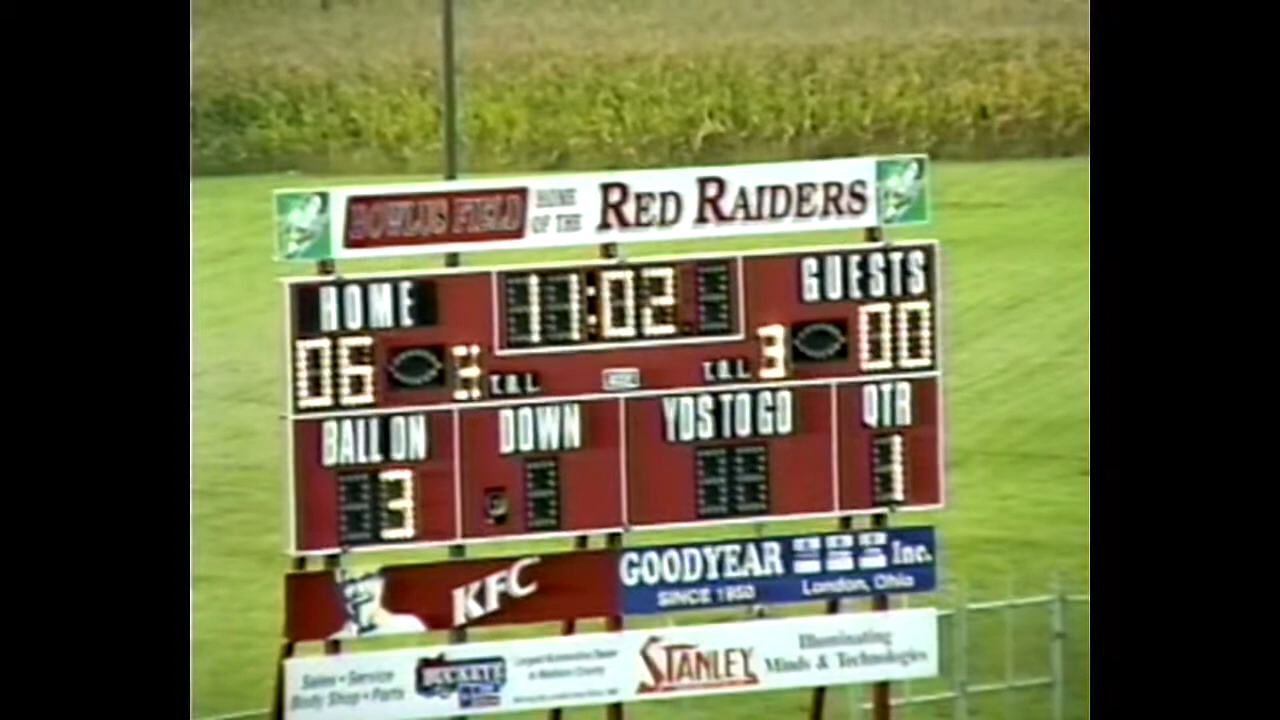 BOWLUS FIELD HOME OF THE RED RAIDERS
HOME 11:02 GUESTS
06 T.O.L. T.O.L. 3 00
BALL ON DOWN YDS TO GO QTR
3 1
KFC GOODYEAR Inc.
SINCE 1950 London, Ohio
Sales • Service
Body Shop • Parts
BUCKEYE
STANLEY Illuminating
Minds & Technologies